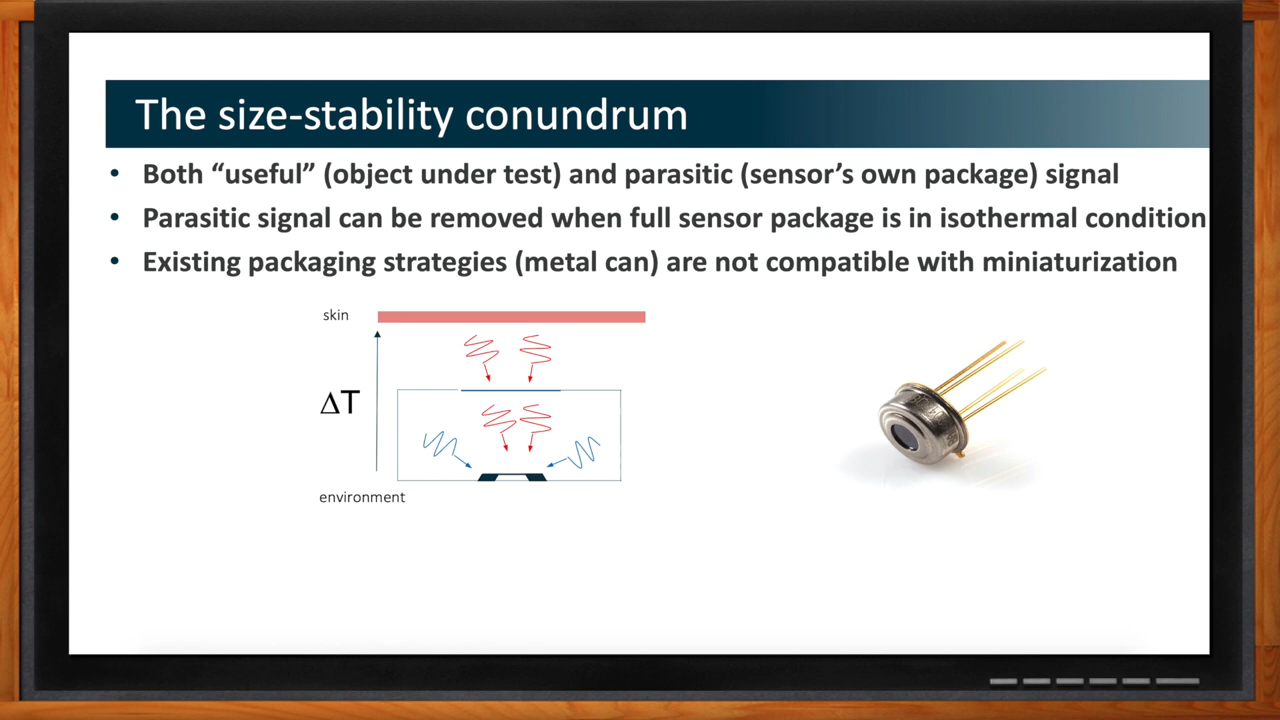 The size-stability conundrum
• Both “useful” (object under test) and parasitic (sensor’s own package) signal
• Parasitic signal can be removed when full sensor package is in isothermal condition
• Existing packaging strategies (metal can) are not compatible with miniaturization
skin
ΔT
environment